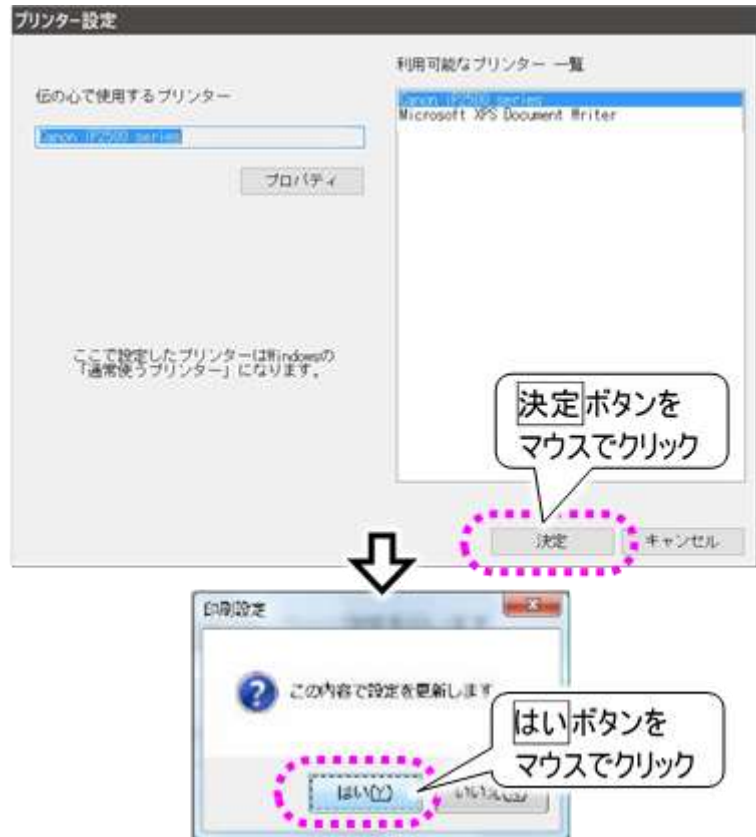 プリンター設定
利用可能なプリンター 一覧
伝の心で使用するプリンター
Canon iP2500 series
Microsoft XPS Document Writer
Canon iP2500 series
プロパティ
ここで設定したプリンターはWindowsの
「通常使うプリンター」になります。
決定ボタンを
マウスでクリック
決定
キャンセル
印刷設定
この内容で設定を更新します
はいボタンを
マウスでクリック
はい(Y)